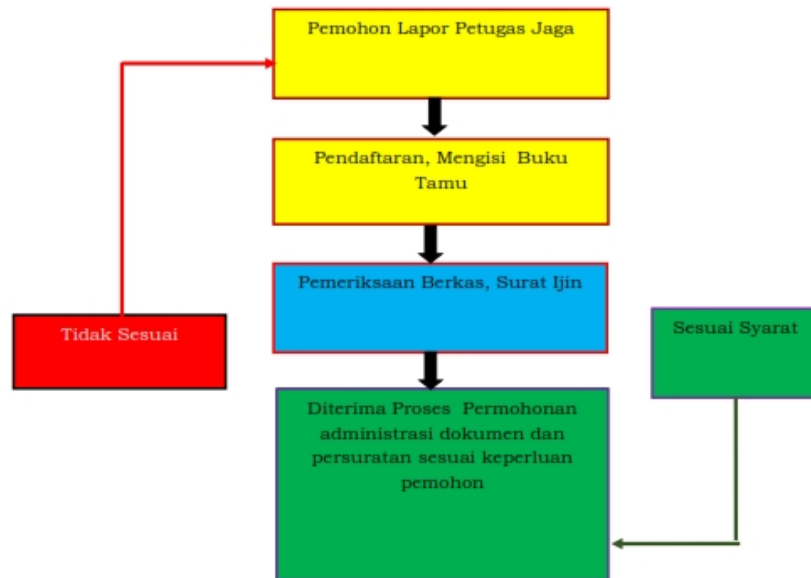 Pemohon Lapor Petugas Jaga
Pendaftaran, Mengisi Buku
Tamu
Pemeriksaan Berkas, Surat Ijin
Tidak Sesuai
Sesuai Syarat
Diterima Proses Permohonan
administrasi dokumen dan
persuratan sesuai keperluan
pemohon